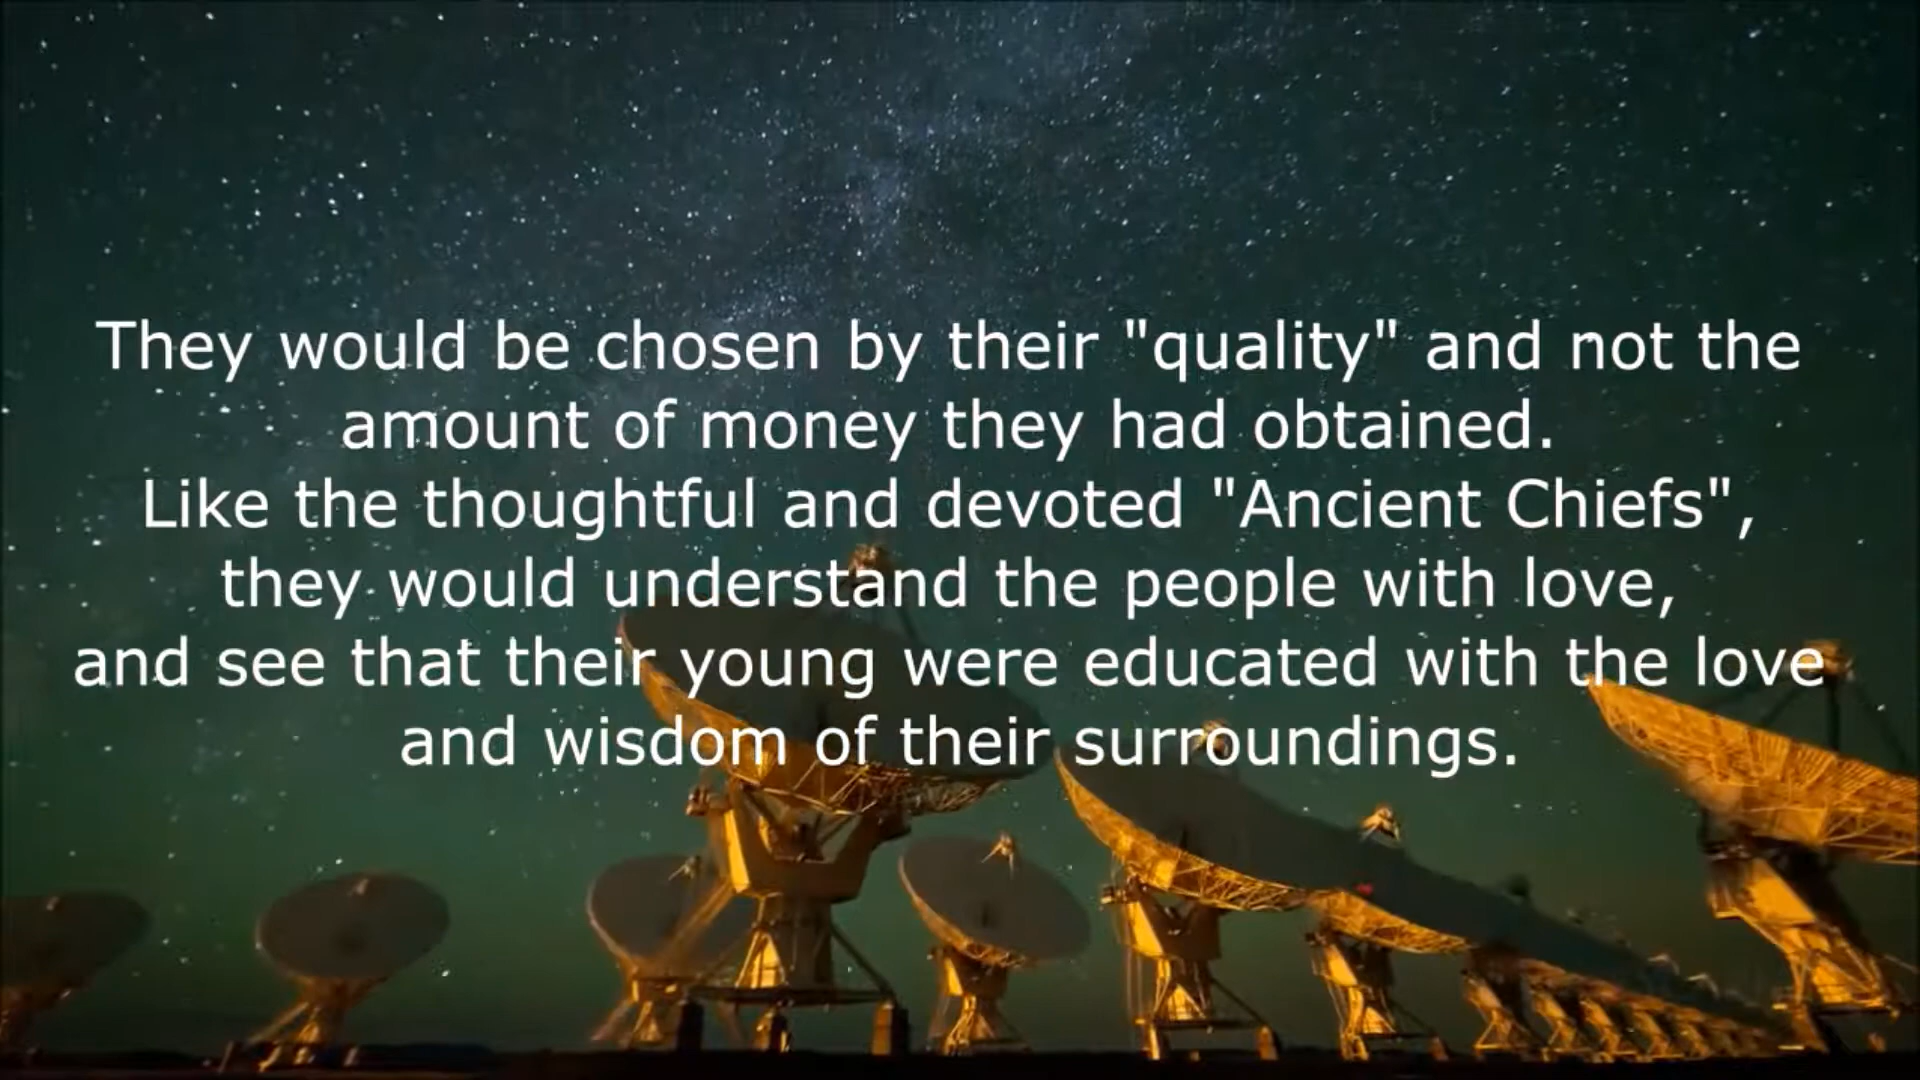 They would be chosen by their "quality" and not the
amount of money they had obtained.
Like the thoughtful and devoted "Ancient Chiefs",
they would understand the people with love,
and see that their young were educated with the love
and wisdom of their surroundings.